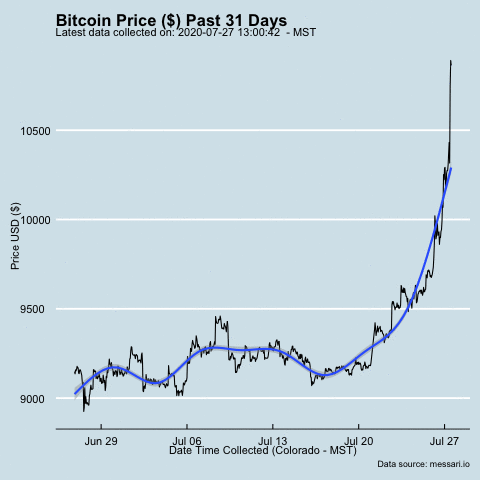 Bitcoin Price ($) Past 31 Days
Latest data collected on: 2020-07-27 13:00:42 - MST
Price USD ($)
10500
10000
9500
9000
Jun 29 Jul 06 Jul 13 Jul 20 Jul 27
Date Time Collected (Colorado - MST)
Data source: messari.io